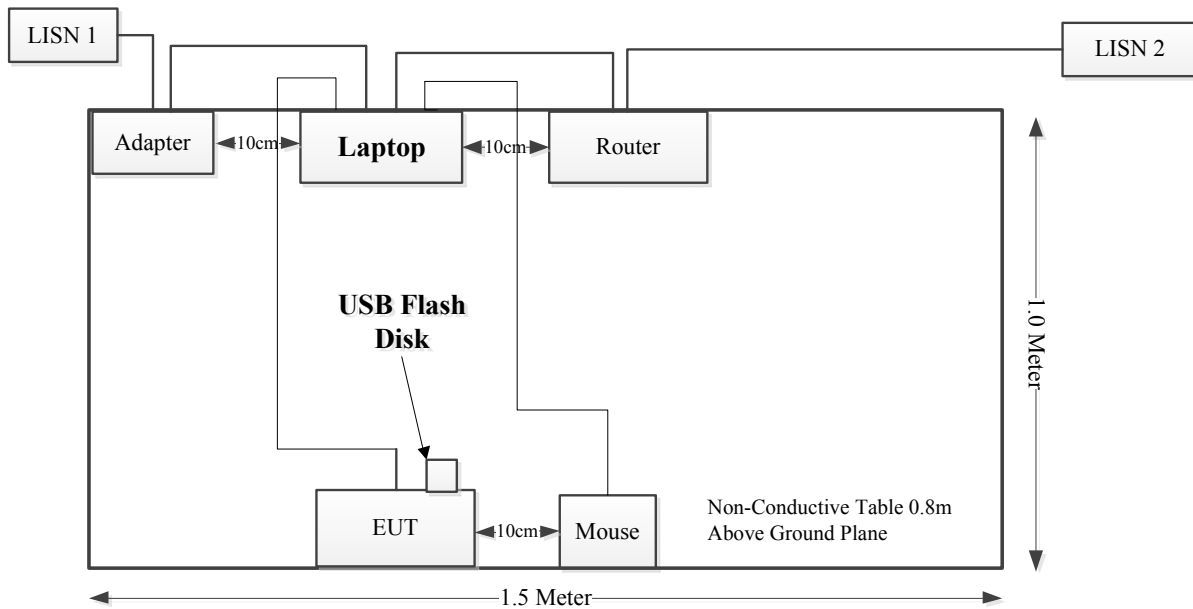 LISN 1
LISN 2
Adapter
10cm
Laptop
10cm
Router
USB Flash
Disk
1.0 Meter
EUT
10cm
Mouse
Non-Conductive Table 0.8m
Above Ground Plane
1.5 Meter